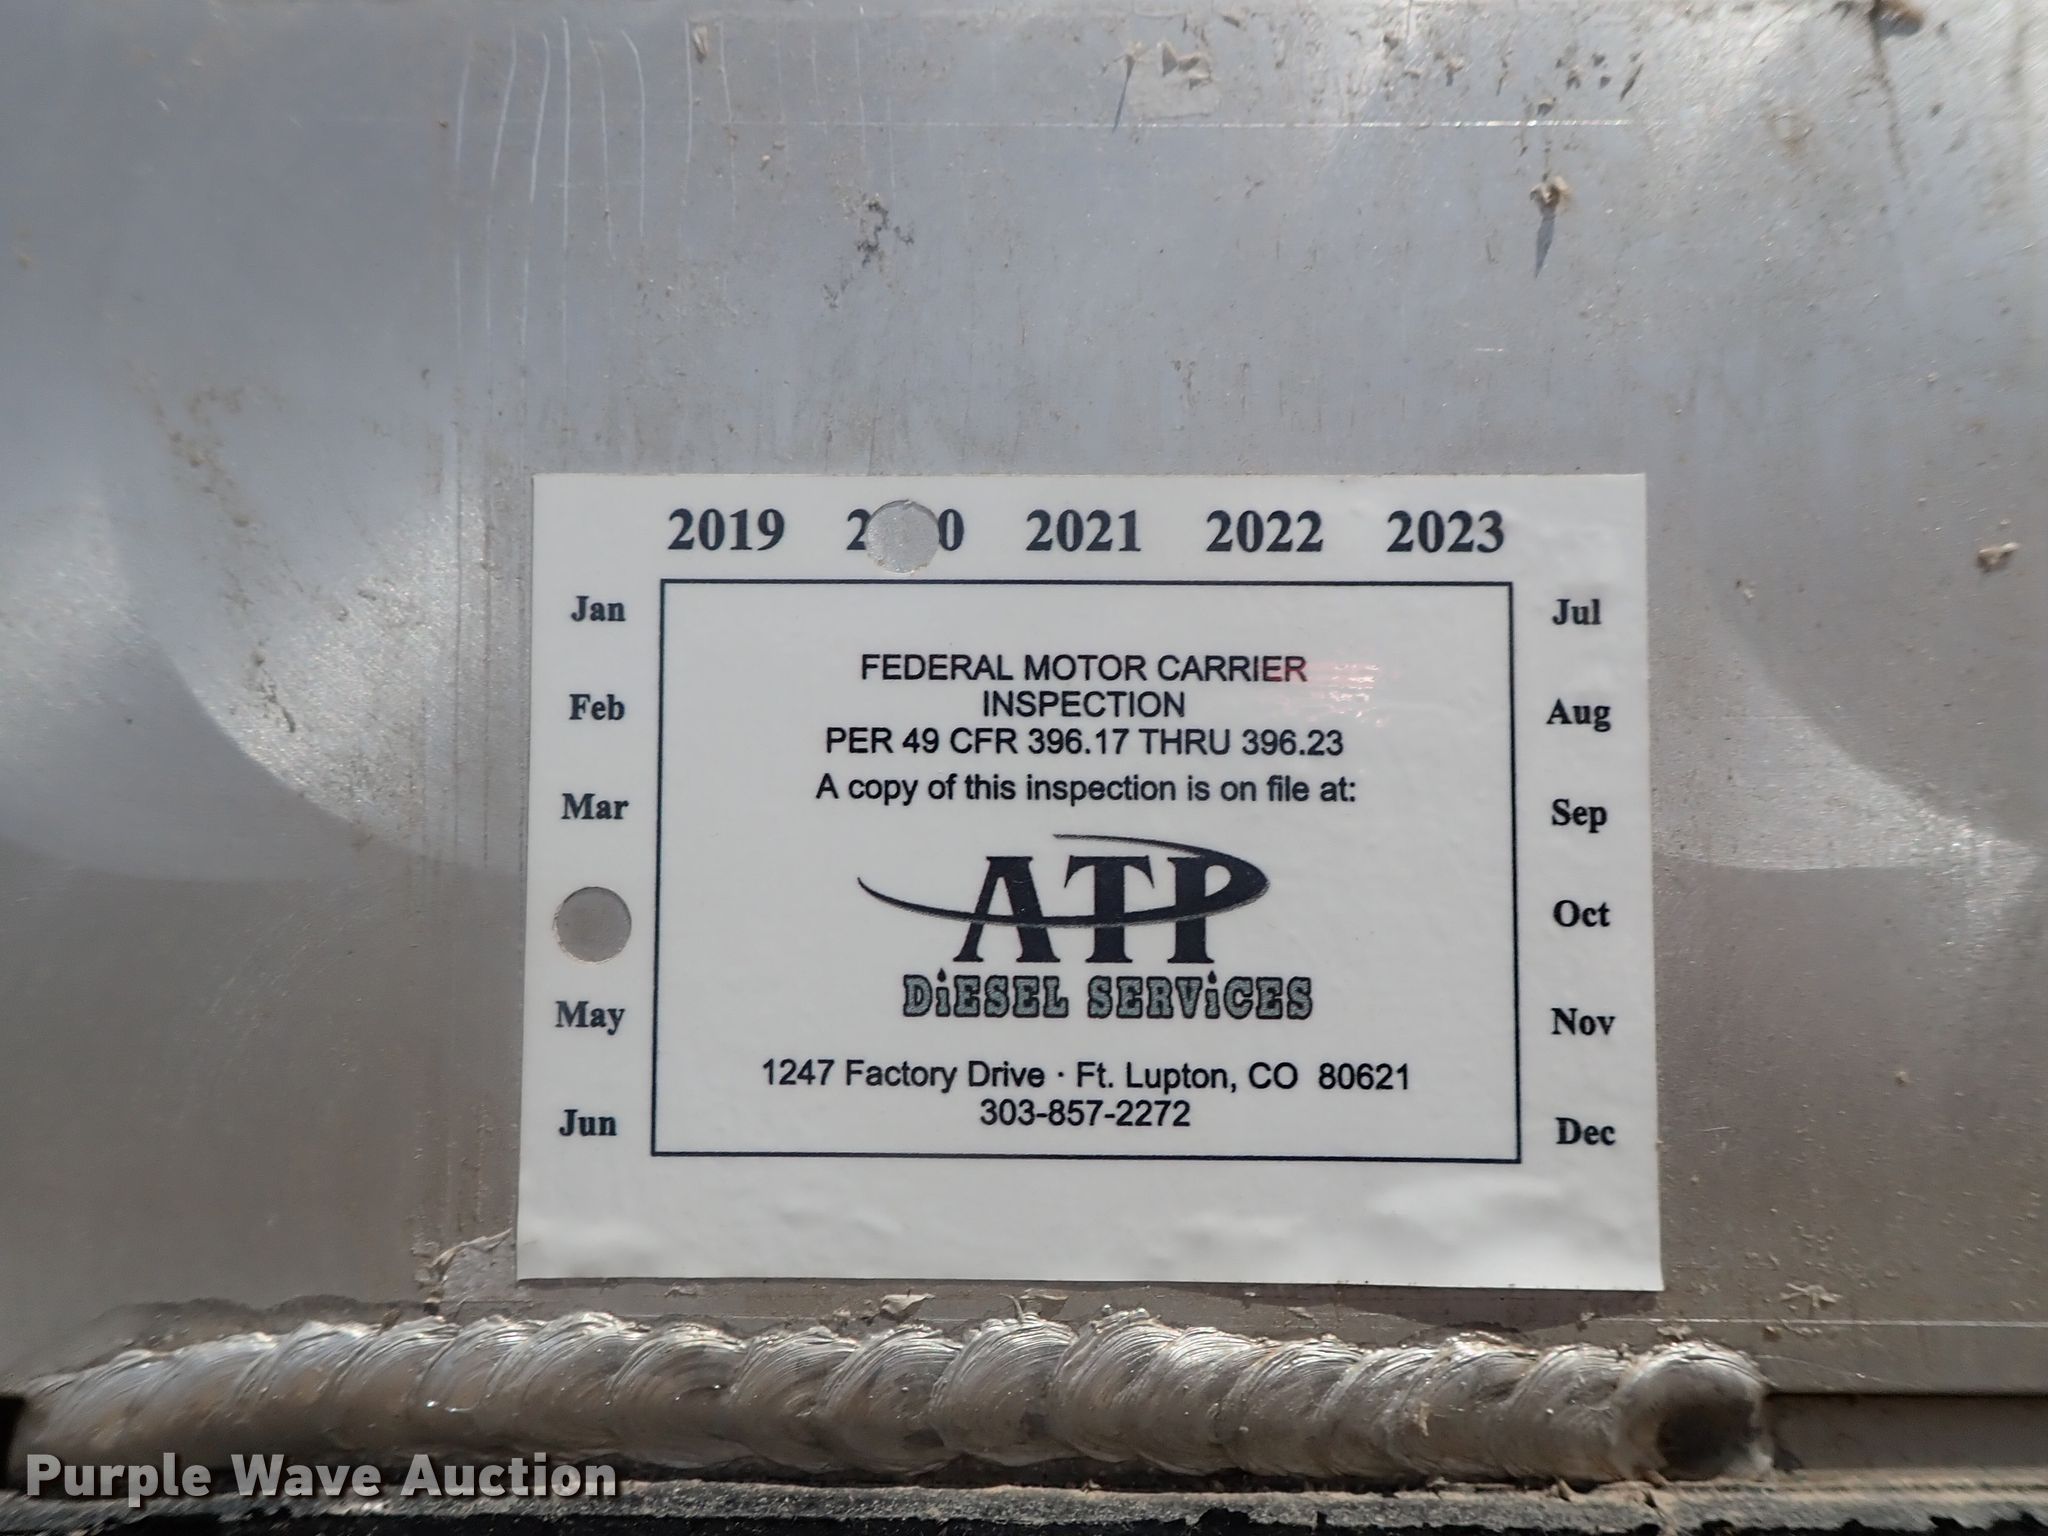 2019 2021 2022 2023
Jan
Feb
Mar
May
Jun
FEDERAL MOTOR CARRIER
INSPECTION
PER 49 CFR 396.17 THRU 396.23
A copy of this inspection is on file at:
ATP
DiESEL SERViCES
1247 Factory Drive · Ft. Lupton, CO 80621
303-857-2272
Jul
Aug
Sep
Oct
Nov
Dec
Purple Wave Auction